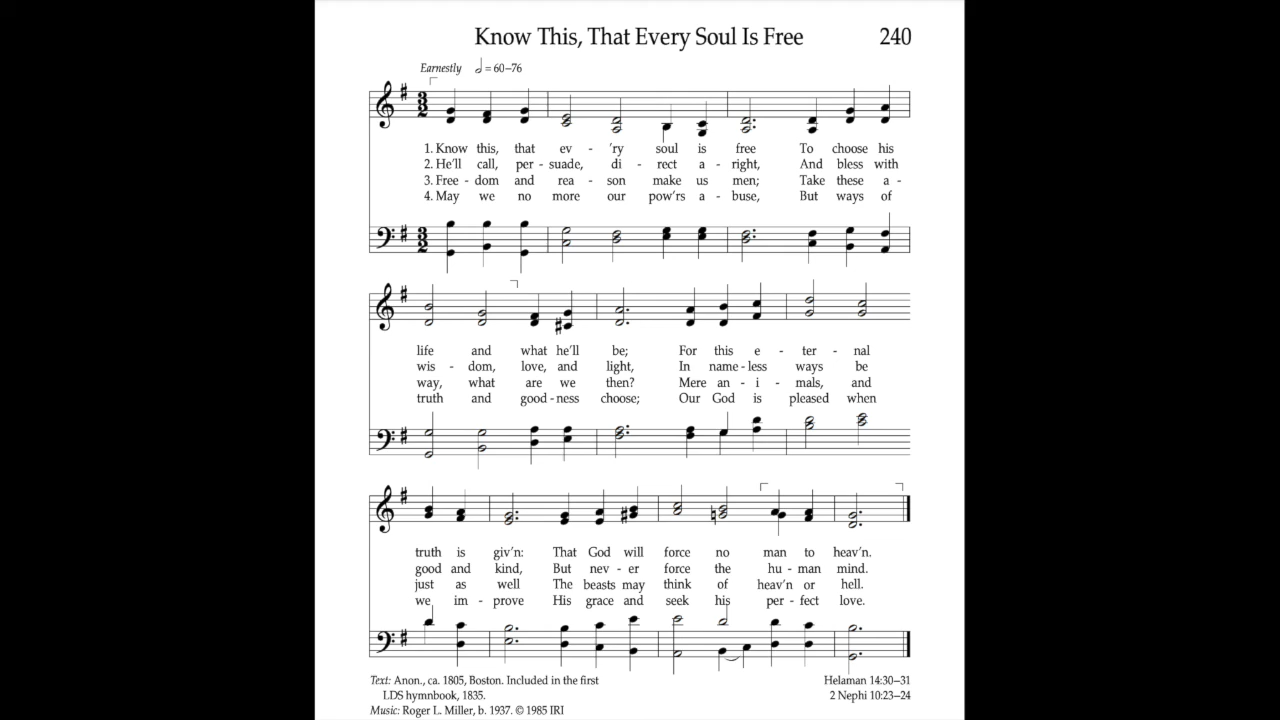 Know This, That Every Soul Is Free 240
Earnestly 𝅗𝅥 = 60–76
1. Know this, that ev - 'ry soul is free To choose his
2. He'll call, per - suade, di - rect a - right, And bless with
3. Free - dom and rea - son make us men; Take these a -
4. May we no more our pow'rs a - buse, But ways of
life and what he'll be; For this e - ter - nal
wis - dom, love, and light, In name - less ways be
way, what are we then? Mere an - i - mals, and
truth and good - ness choose; Our God is pleased when
truth is giv'n: That God will force no man to heav'n.
good and kind, But nev - er force the hu - man mind.
just as well The beasts may think of heav'n or hell.
we im - prove His grace and seek his per - fect love.
Text: Anon., ca. 1805, Boston. Included in the first
LDS hymnbook, 1835.
Music: Roger L. Miller, b. 1937. © 1985 IRI
Helaman 14:30–31
2 Nephi 10:23–24